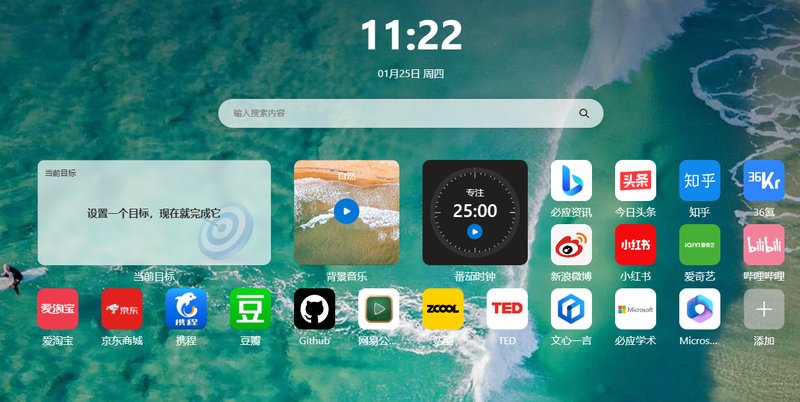 11:22
01月25日 周四
输入搜索内容
当前目标
设置一个目标，现在就完成它
当前目标
自然
背景音乐
专注
25:00
番茄时钟
必应资讯
头条
今日头条
知乎
知乎
36Kr
36氪
新浪微博
小红书
小红书
iQIYI 爱奇艺
爱奇艺
bilibili
哔哩哔哩
爱淘宝
爱淘宝
京东
京东商城
携程
携程
豆
豆瓣
Github
网易公...
ZCOOL
站酷
TED
TED
文心一言
Microsoft
必应学术
Micros...
添加